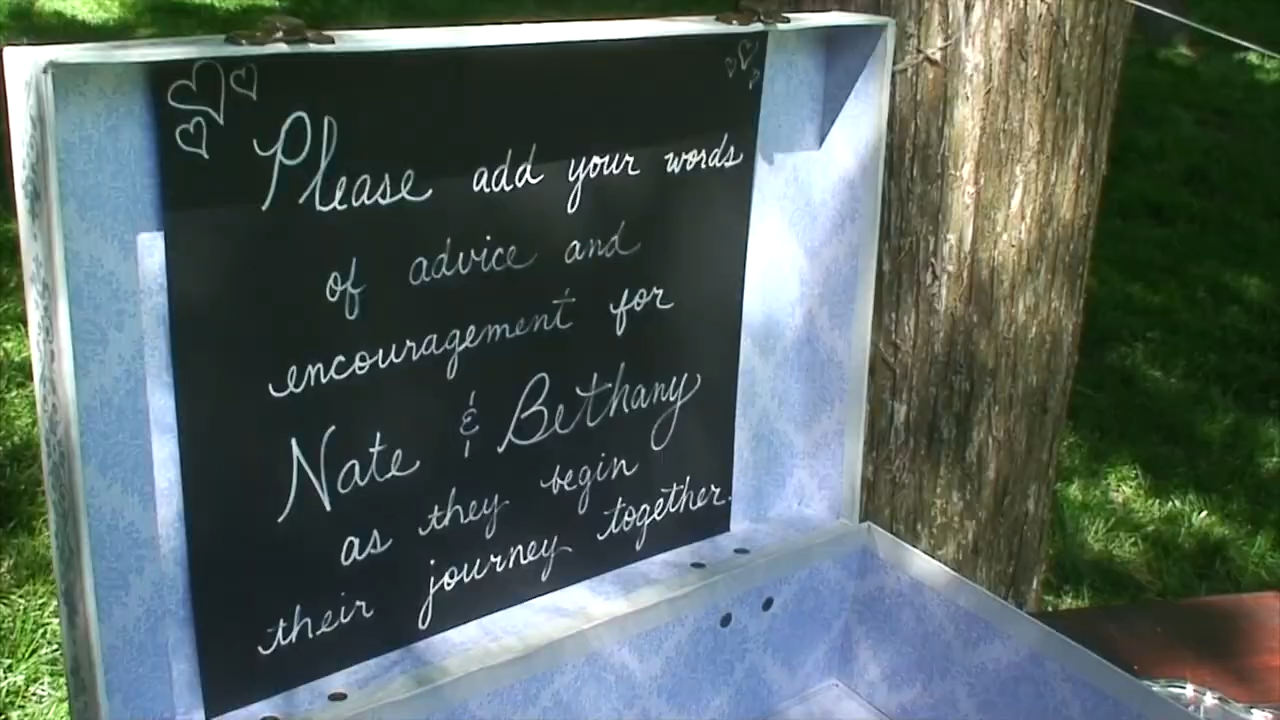 Please add your words
of advice and
encouragement for
Nate & Bethany
as they begin
their journey together.